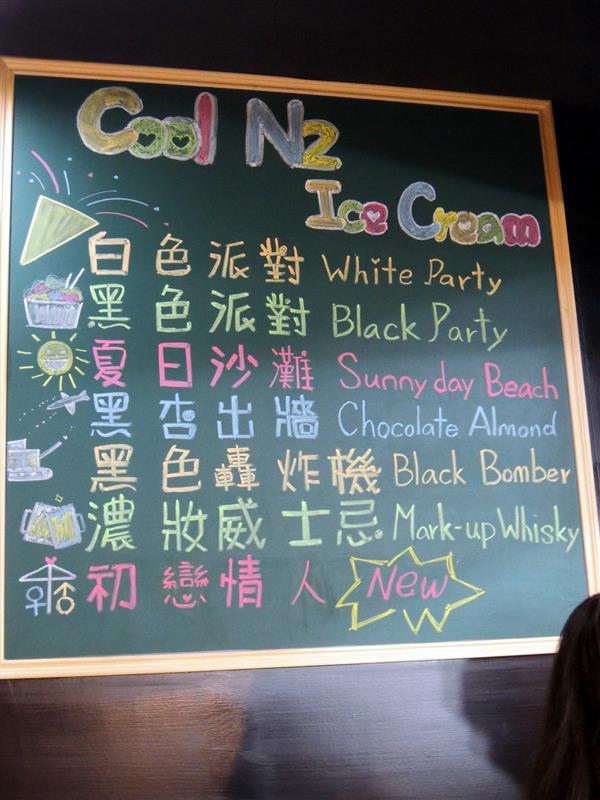 Cool N2
Ice Cream
白色派對 White Party
黑色派對 Black Party
夏日沙灘 Sunny day Beach
黑杏出牆 Chocolate Almond
黑色轟炸機 Black Bomber
濃妝威士忌 Mark-up Whisky
初戀情人 New